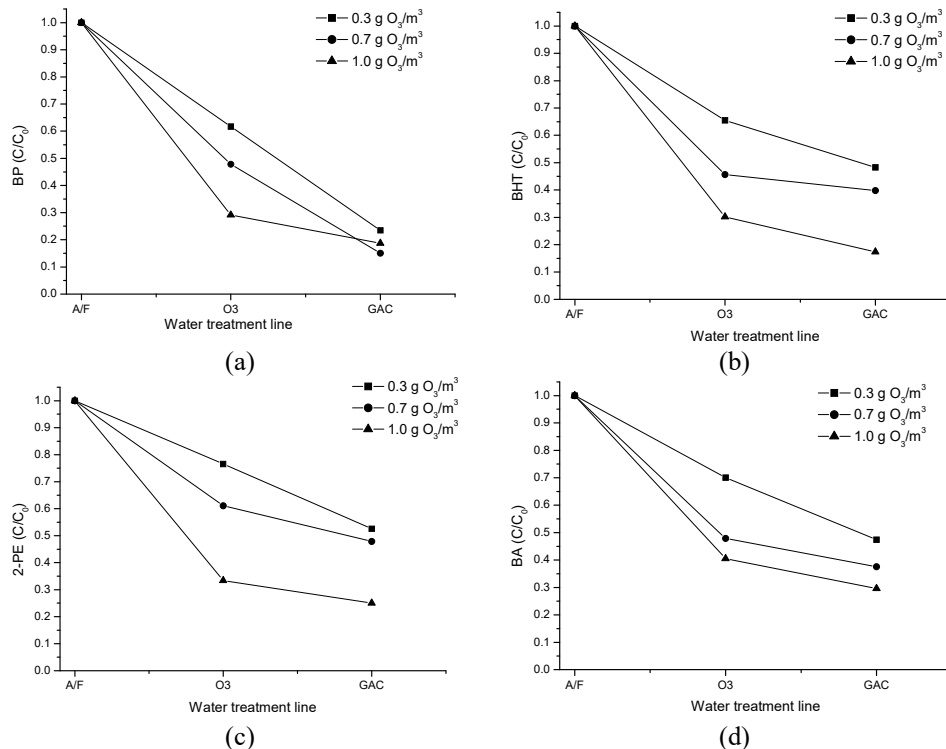 0.3 g O₃/m³
0.7 g O₃/m³
1.0 g O₃/m³
BP (C/C₀)
1.0
0.9
0.8
0.7
0.6
0.5
0.4
0.3
0.2
0.1
0.0
A/F O3 GAC
Water treatment line
(a)
0.3 g O₃/m³
0.7 g O₃/m³
1.0 g O₃/m³
BHT (C/C₀)
1.0
0.9
0.8
0.7
0.6
0.5
0.4
0.3
0.2
0.1
0.0
A/F O3 GAC
Water treatment line
(b)
0.3 g O₃/m³
0.7 g O₃/m³
1.0 g O₃/m³
2-PE (C/C₀)
1.0
0.9
0.8
0.7
0.6
0.5
0.4
0.3
0.2
0.1
0.0
A/F O3 GAC
Water treatment line
(c)
0.3 g O₃/m³
0.7 g O₃/m³
1.0 g O₃/m³
BA (C/C₀)
1.0
0.9
0.8
0.7
0.6
0.5
0.4
0.3
0.2
0.1
0.0
A/F O3 GAC
Water treatment line
(d)